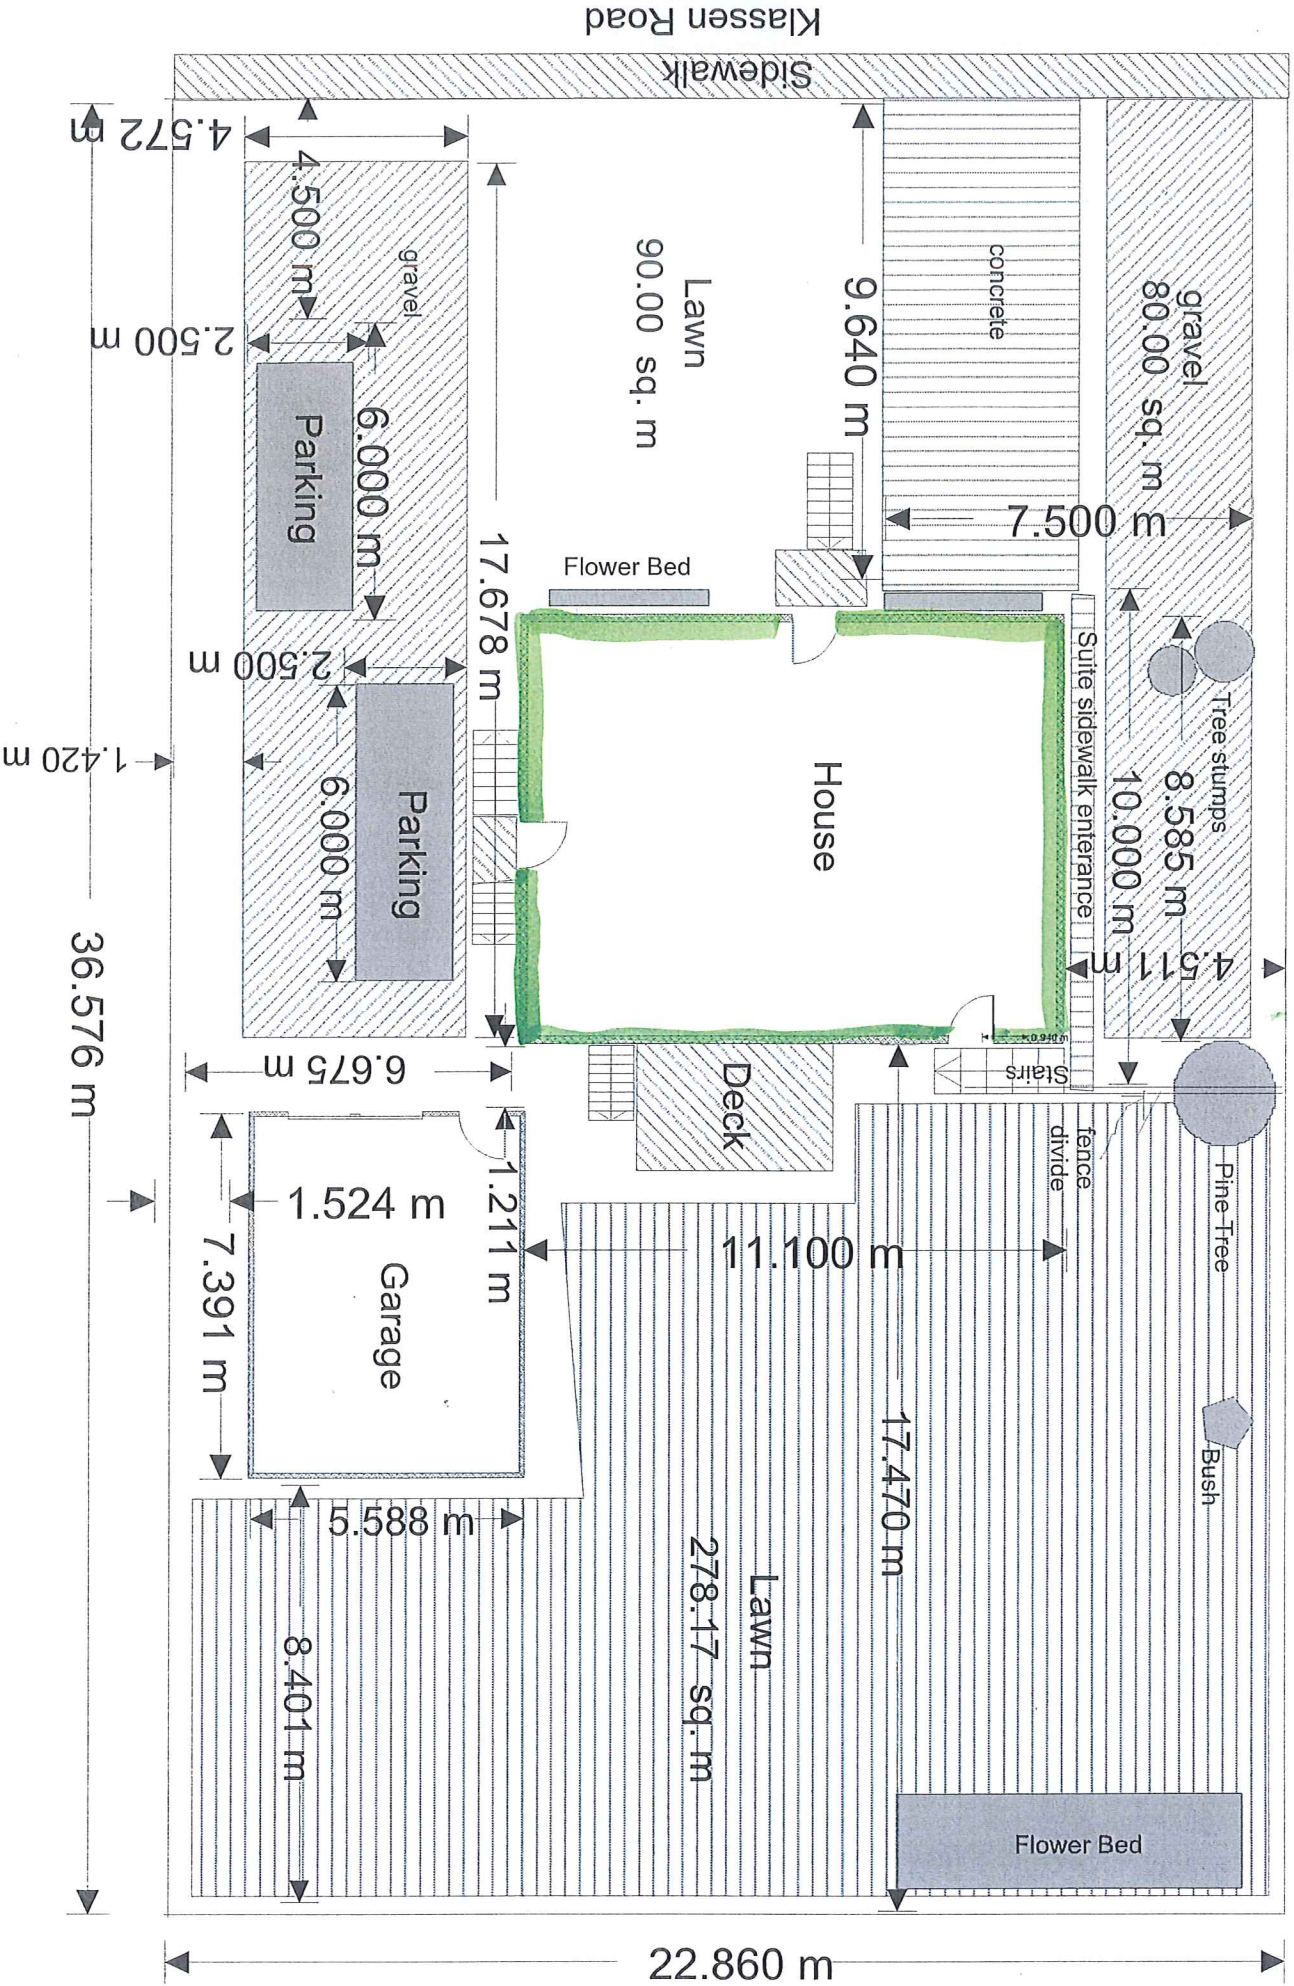 Klassen Road
Sidewalk
4.572 m
4.500 m
gravel
2.500 m
6.000 m
Parking
2.500 m
6.000 m
Parking
1.420 m
17.678 m
36.576 m
Lawn
90.00 sq. m
9.640 m
concrete
gravel
80.00 sq. m
7.500 m
Flower Bed
House
Suite sidewalk enterance
Tree stumps
8.585 m
10.000 m
4.511 m
0.940 m
Stairs
Deck
6.675 m
fence
divide
Pine Tree
1.211 m
1.524 m
7.391 m
Garage
11.100 m
17.470 m
Bush
5.588 m
8.401 m
Lawn
278.17 sq. m
Flower Bed
22.860 m